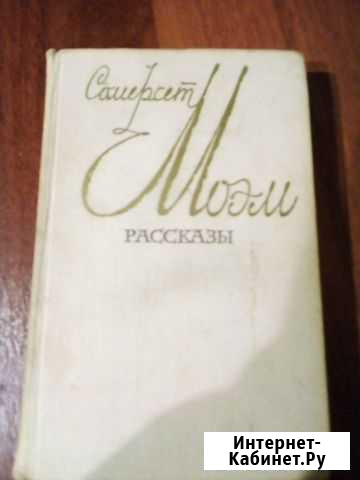 Сомерсет
Моэм
РАССКАЗЫ
Интернет-
Кабинет.Ру